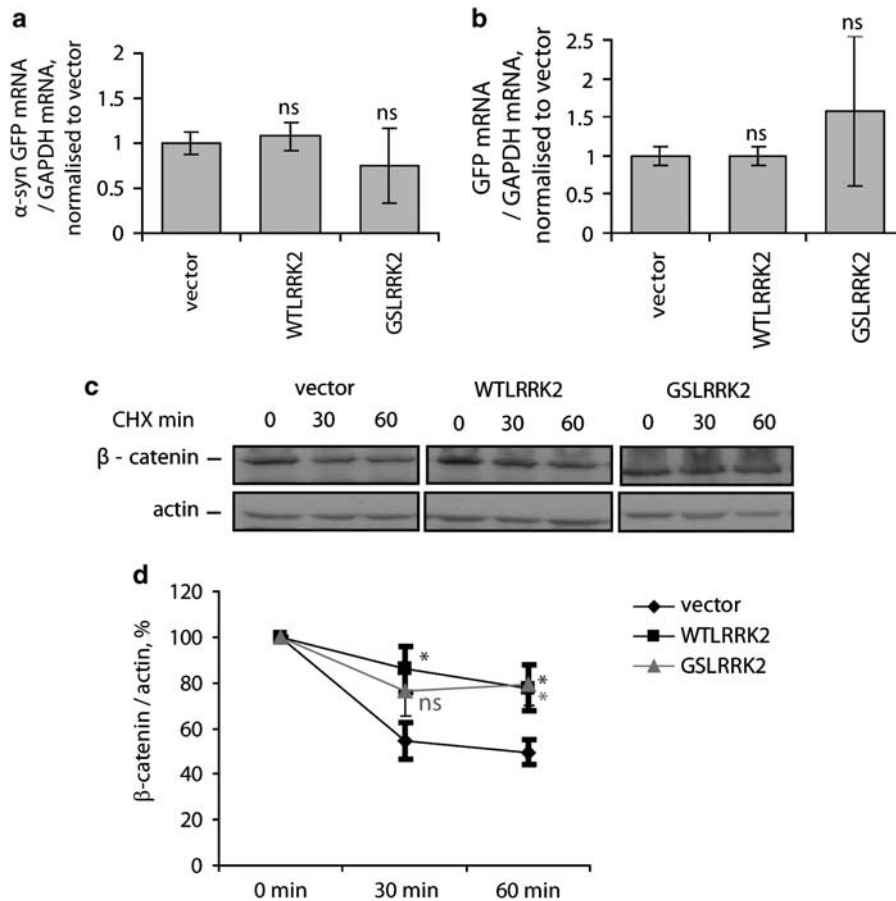 a
α-syn GFP mRNA
/ GAPDH mRNA,
normalised to vector
2
1.5
1
0.5
0
ns
ns
vector
WTLRRK2
GSLRRK2
b
GFP mRNA
/ GAPDH mRNA,
normalised to vector
2.5
2
1.5
1
0.5
0
ns
ns
vector
WTLRRK2
GSLRRK2
c
vector WTLRRK2 GSLRRK2
CHX min 0 30 60 0 30 60 0 30 60
β - catenin –
actin –
d
β-catenin / actin, %
120
100
80
60
40
20
0
*
ns
*
*
0 min 30 min 60 min
vector
WTLRRK2
GSLRRK2